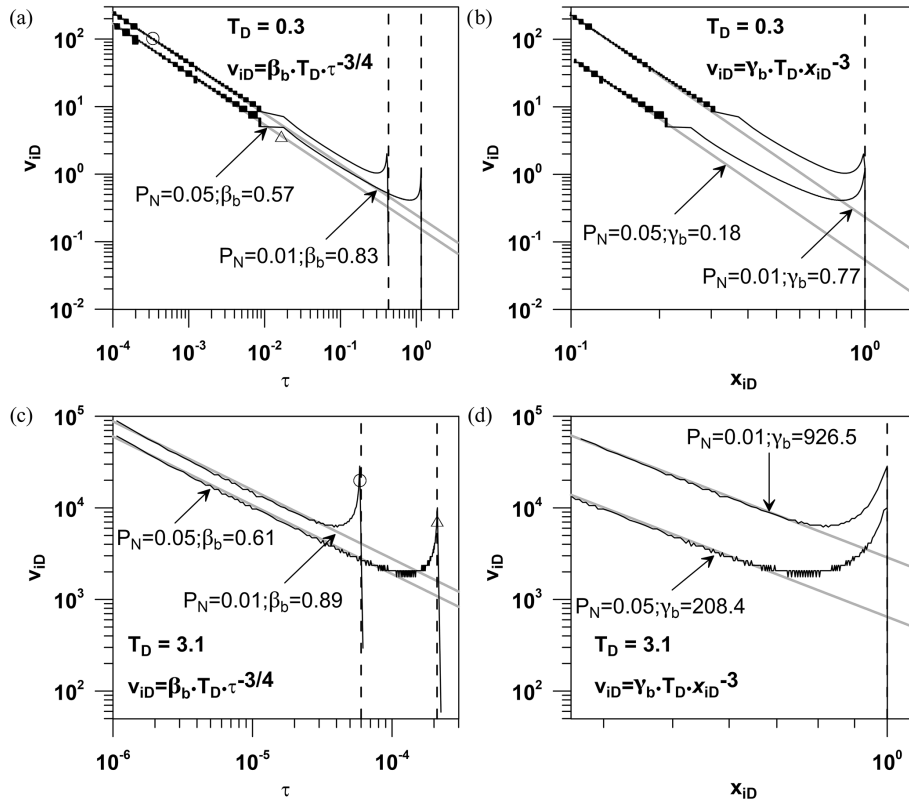 (a)
T_D = 0.3
v_iD=β_b·T_D·τ^-3/4
10^2
10^1
10^0
10^-1
10^-2
v_iD
P_N=0.05;β_b=0.57
P_N=0.01;β_b=0.83
10^-4
10^-3
10^-2
10^-1
10^0
τ
(b)
T_D = 0.3
v_iD=γ_b·T_D·x_iD^-3
10^2
10^1
10^0
10^-1
10^-2
v_iD
P_N=0.05;γ_b=0.18
P_N=0.01;γ_b=0.77
10^-1
10^0
x_iD
(c)
10^5
10^4
10^3
10^2
v_iD
P_N=0.05;β_b=0.61
P_N=0.01;β_b=0.89
T_D = 3.1
v_iD=β_b·T_D·τ^-3/4
10^-6
10^-5
10^-4
τ
(d)
10^5
10^4
10^3
10^2
v_iD
P_N=0.01;γ_b=926.5
P_N=0.05;γ_b=208.4
T_D = 3.1
v_iD=γ_b·T_D·x_iD^-3
10^0
x_iD